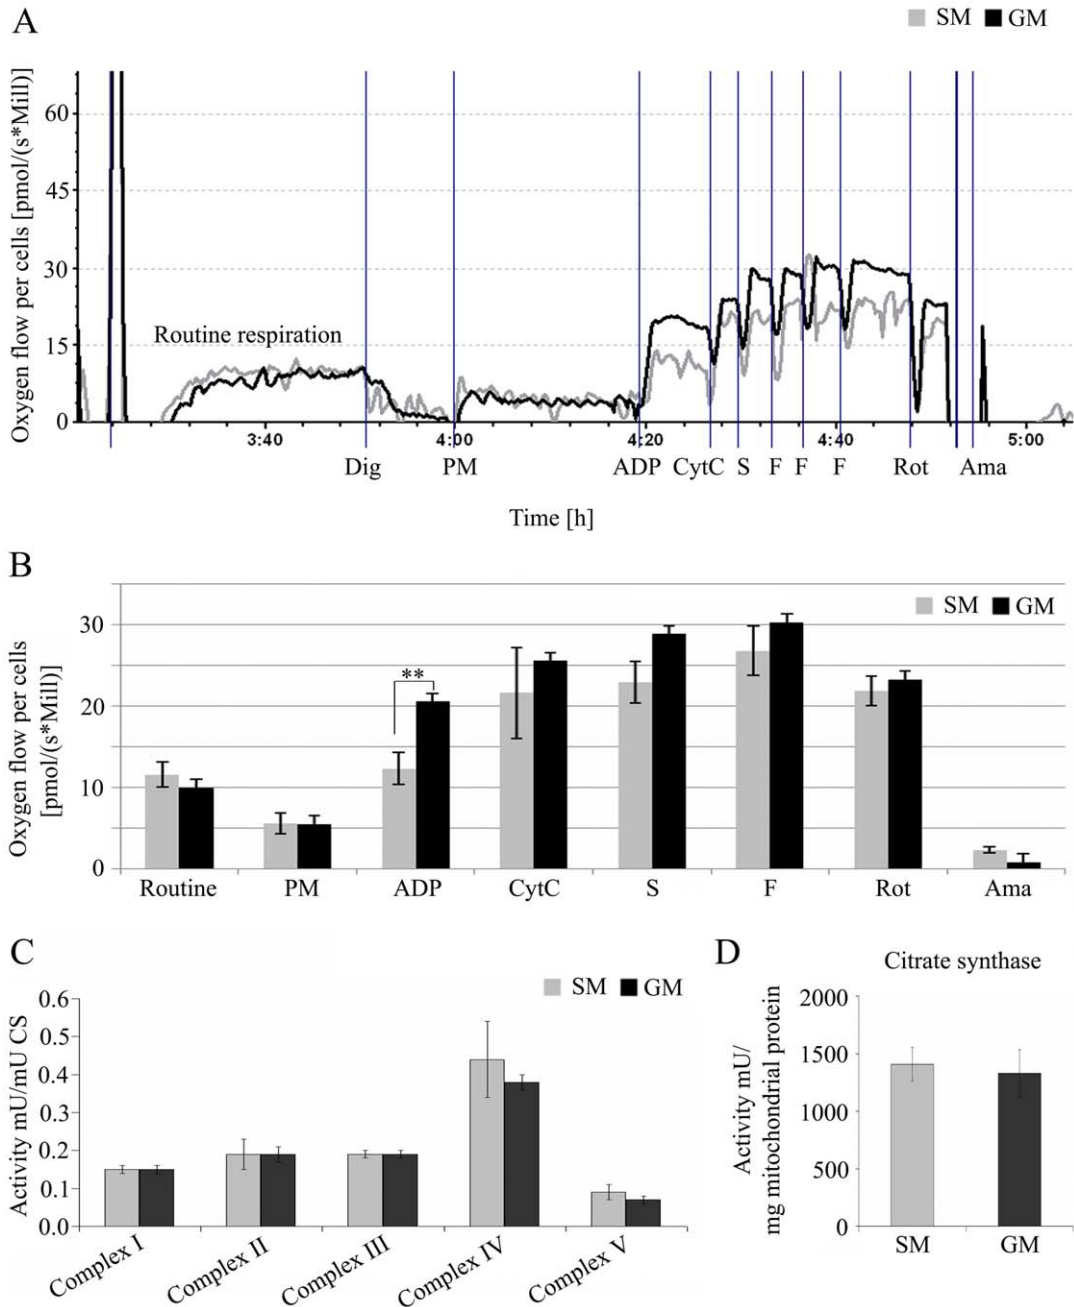 A
SM GM
Oxygen flow per cells [pmol/(s*Mill)]
60
45
30
15
0
Routine respiration
3:40 4:00 4:20 4:40 5:00
Dig PM ADP CytC S F F F Rot Ama
Time [h]
B
SM GM
Oxygen flow per cells
[pmol/(s*Mill)]
30
20
10
0
**
Routine PM ADP CytC S F Rot Ama
C
SM GM
Activity mU/mU CS
0.6
0.5
0.4
0.3
0.2
0.1
0.0
Complex I Complex II Complex III Complex IV Complex V
D
Citrate synthase
Activity mU/
mg mitochondrial protein
2000
1500
1000
500
0
SM GM